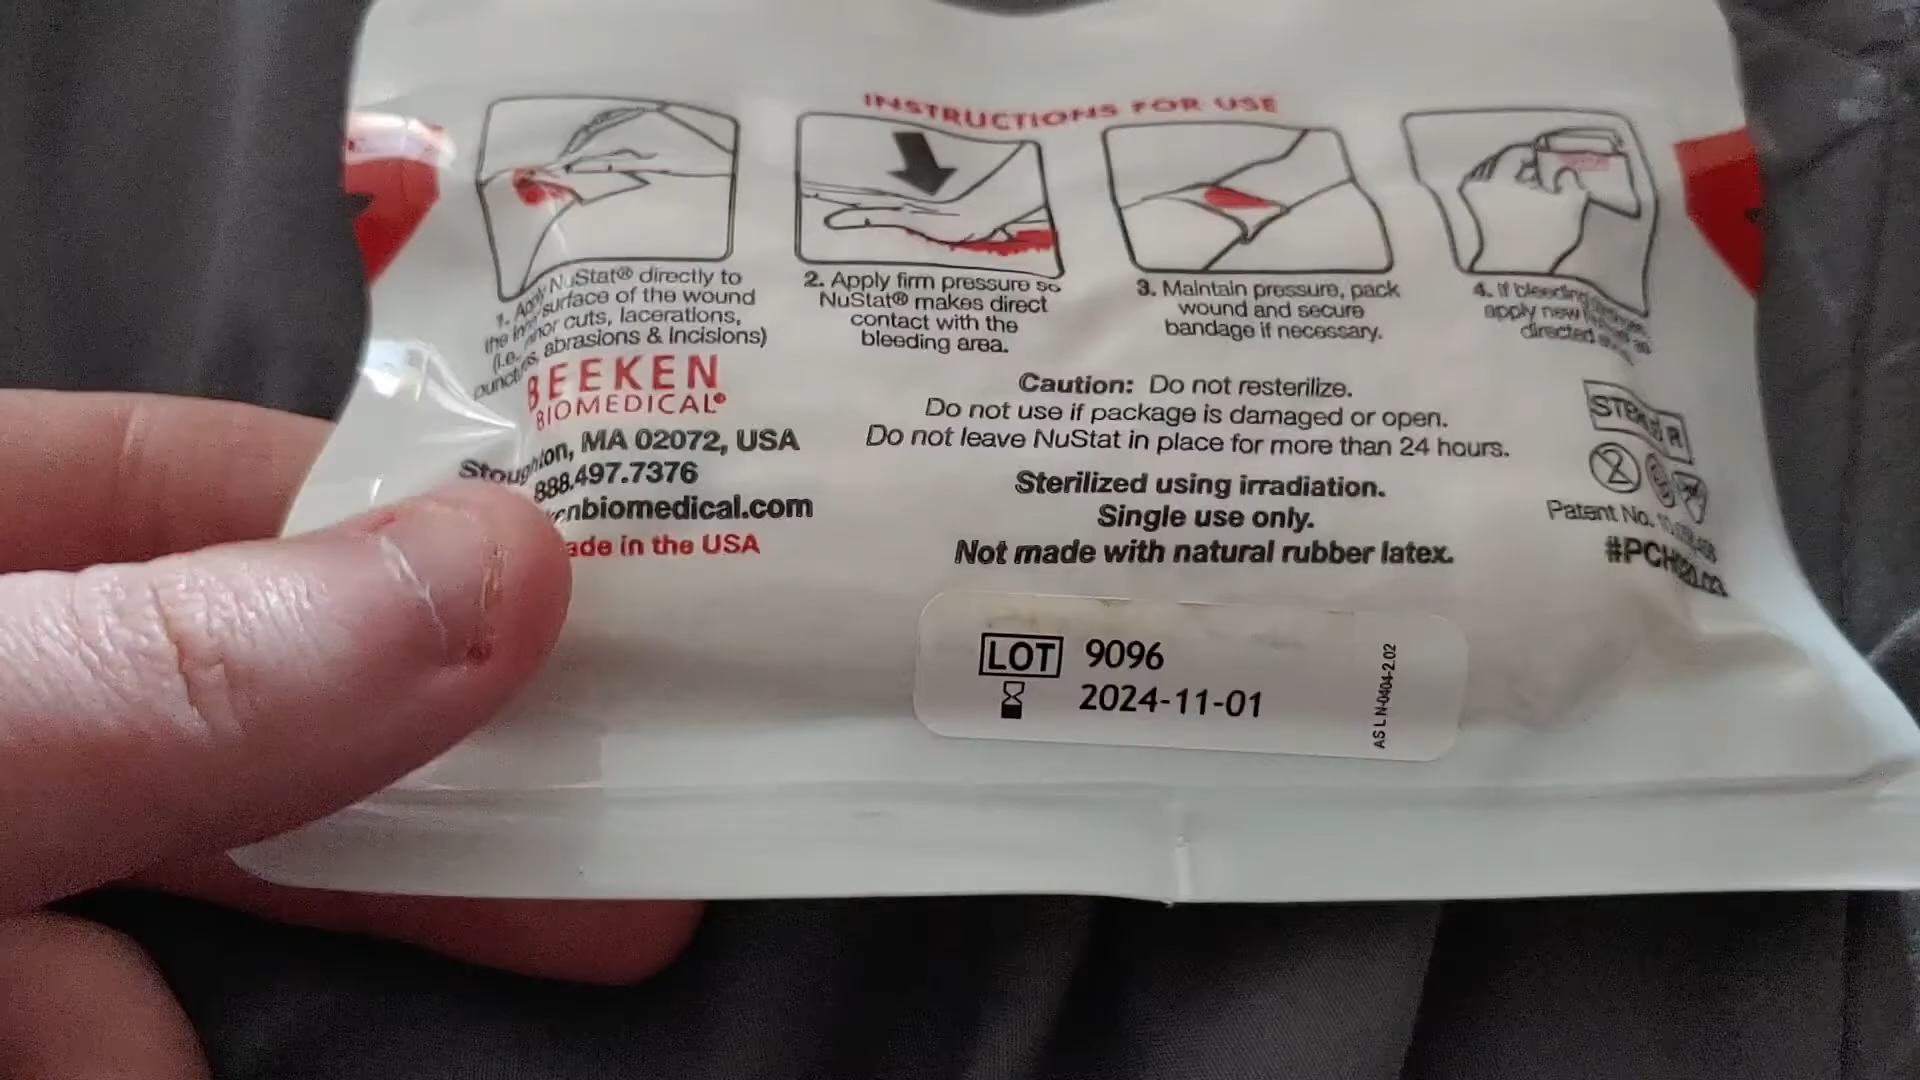 INSTRUCTIONS FOR USE
1. Apply NuStat® directly to
the inner surface of the wound
(i.e. minor cuts, lacerations,
punctures, abrasions & incisions)
2. Apply firm pressure so
NuStat® makes direct
contact with the
bleeding area.
3. Maintain pressure, pack
wound and secure
bandage if necessary.
4. If bleeding
apply new
directed
BEEKEN
BIOMEDICAL®
Stoughton, MA 02072, USA
888.497.7376
enbiomedical.com
ade in the USA
Caution: Do not resterilize.
Do not use if package is damaged or open.
Do not leave NuStat in place for more than 24 hours.
Sterilized using irradiation.
Single use only.
Not made with natural rubber latex.
STERILE R
Patent No.
LOT 9096
2024-11-01
AS L N-0404-2.02